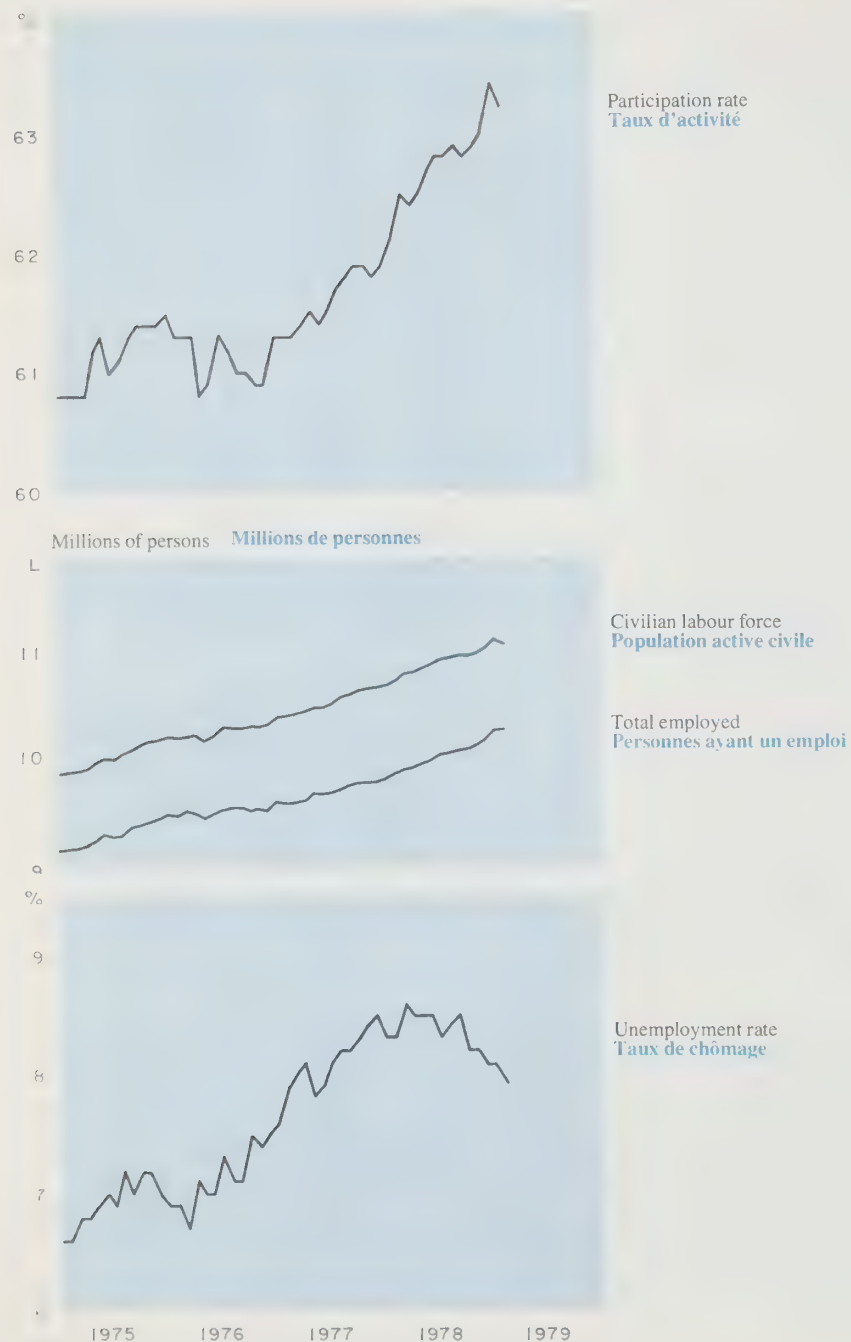 Participation rate
Taux d'activité
63
62
61
60
Millions of persons Millions de personnes
Civilian labour force
Population active civile
11
Total employed
Personnes ayant un emploi
10
9
%
9
Unemployment rate
Taux de chômage
8
7
1975 1976 1977 1978 1979